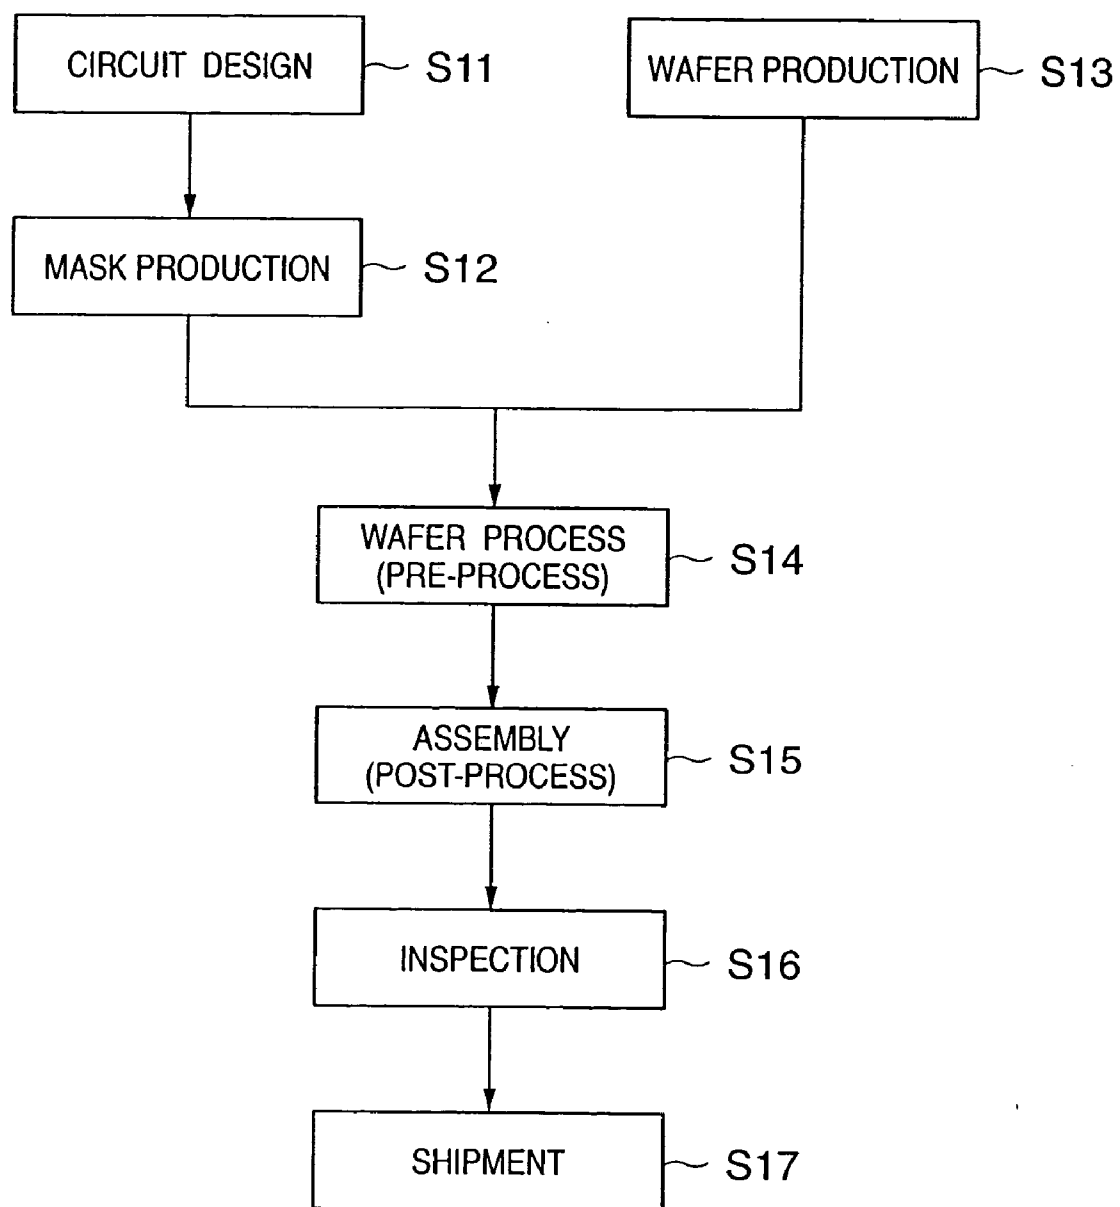 CIRCUIT DESIGN
S11
WAFER PRODUCTION
S13
MASK PRODUCTION
S12
WAFER PROCESS
(PRE-PROCESS)
S14
ASSEMBLY
(POST-PROCESS)
S15
INSPECTION
S16
SHIPMENT
S17